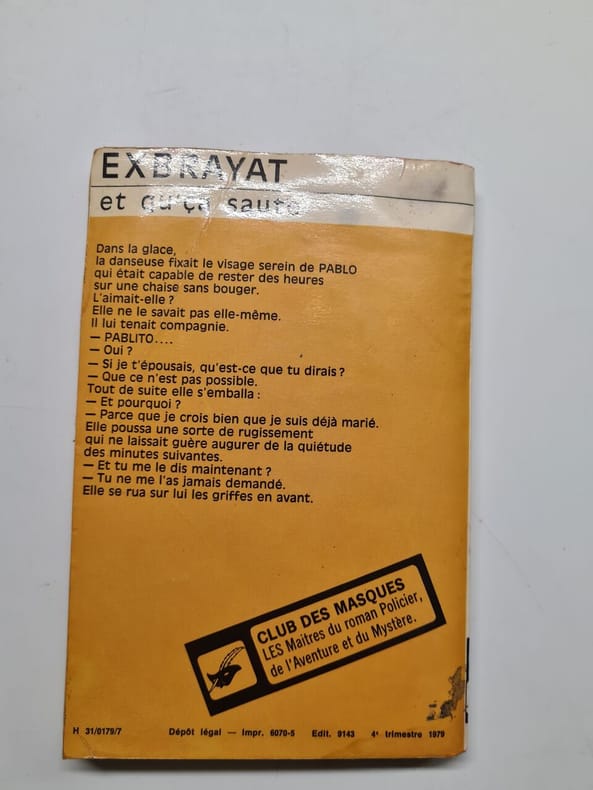 EXBRAYAT
et qu'ça saute
Dans la glace,
la danseuse fixait le visage serein de PABLO
qui était capable de rester des heures
sur une chaise sans bouger.
L'aimait-elle ?
Elle ne le savait pas elle-même.
Il lui tenait compagnie.
— PABLITO....
— Oui ?
— Si je t'épousais, qu'est-ce que tu dirais ?
— Que ce n'est pas possible.
Tout de suite elle s'emballa :
— Et pourquoi ?
— Parce que je crois bien que je suis déjà marié.
Elle poussa une sorte de rugissement
qui ne laissait guère augurer de la quiétude
des minutes suivantes.
— Et tu me le dis maintenant ?
— Tu ne me l'as jamais demandé.
Elle se rua sur lui les griffes en avant.
CLUB DES MASQUES
LES Maîtres du roman Policier,
de l'Aventure et du Mystère.
H 31/0179/7 Dépôt légal — Impr. 6079-5 Edit. 9143 4e trimestre 1979